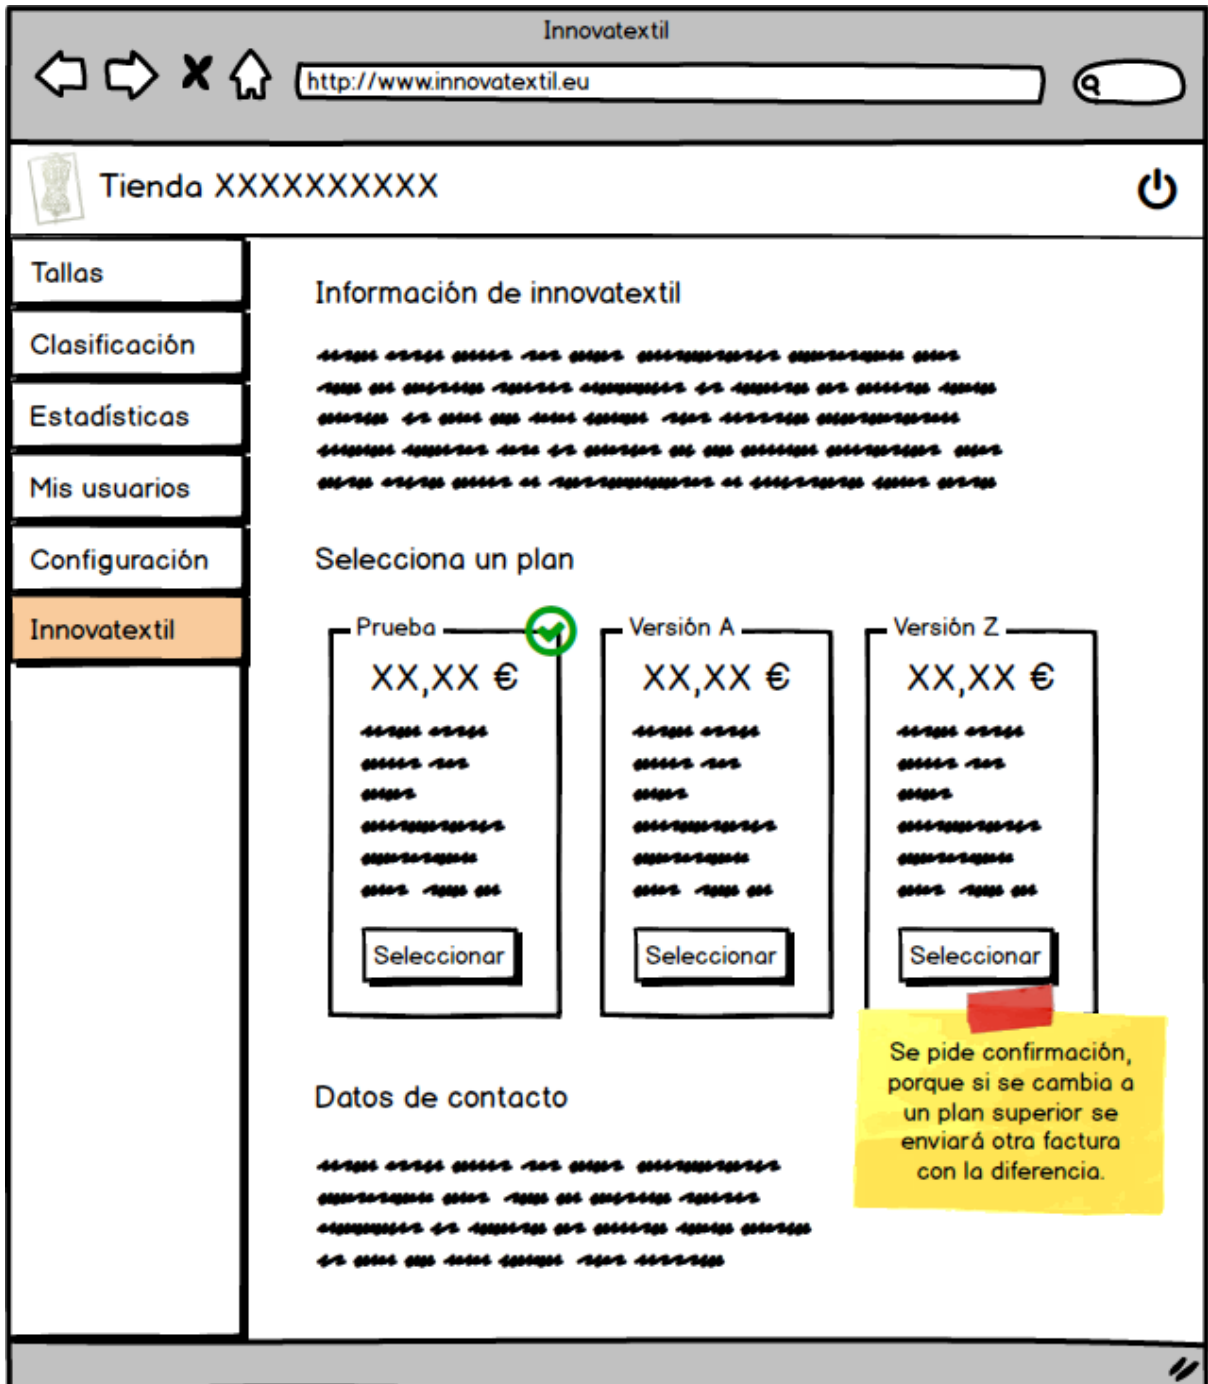 Innovatextil
http://www.innovatextil.eu
Tienda XXXXXXXXXX
Tallas
Clasificación
Estadísticas
Mis usuarios
Configuración
Innovatextil
Información de innovatextil
Selecciona un plan
Prueba
XX,XX €
Seleccionar
Versión A
XX,XX €
Seleccionar
Versión Z
XX,XX €
Seleccionar
Se pide confirmación,
porque si se cambia a
un plan superior se
enviará otra factura
con la diferencia.
Datos de contacto